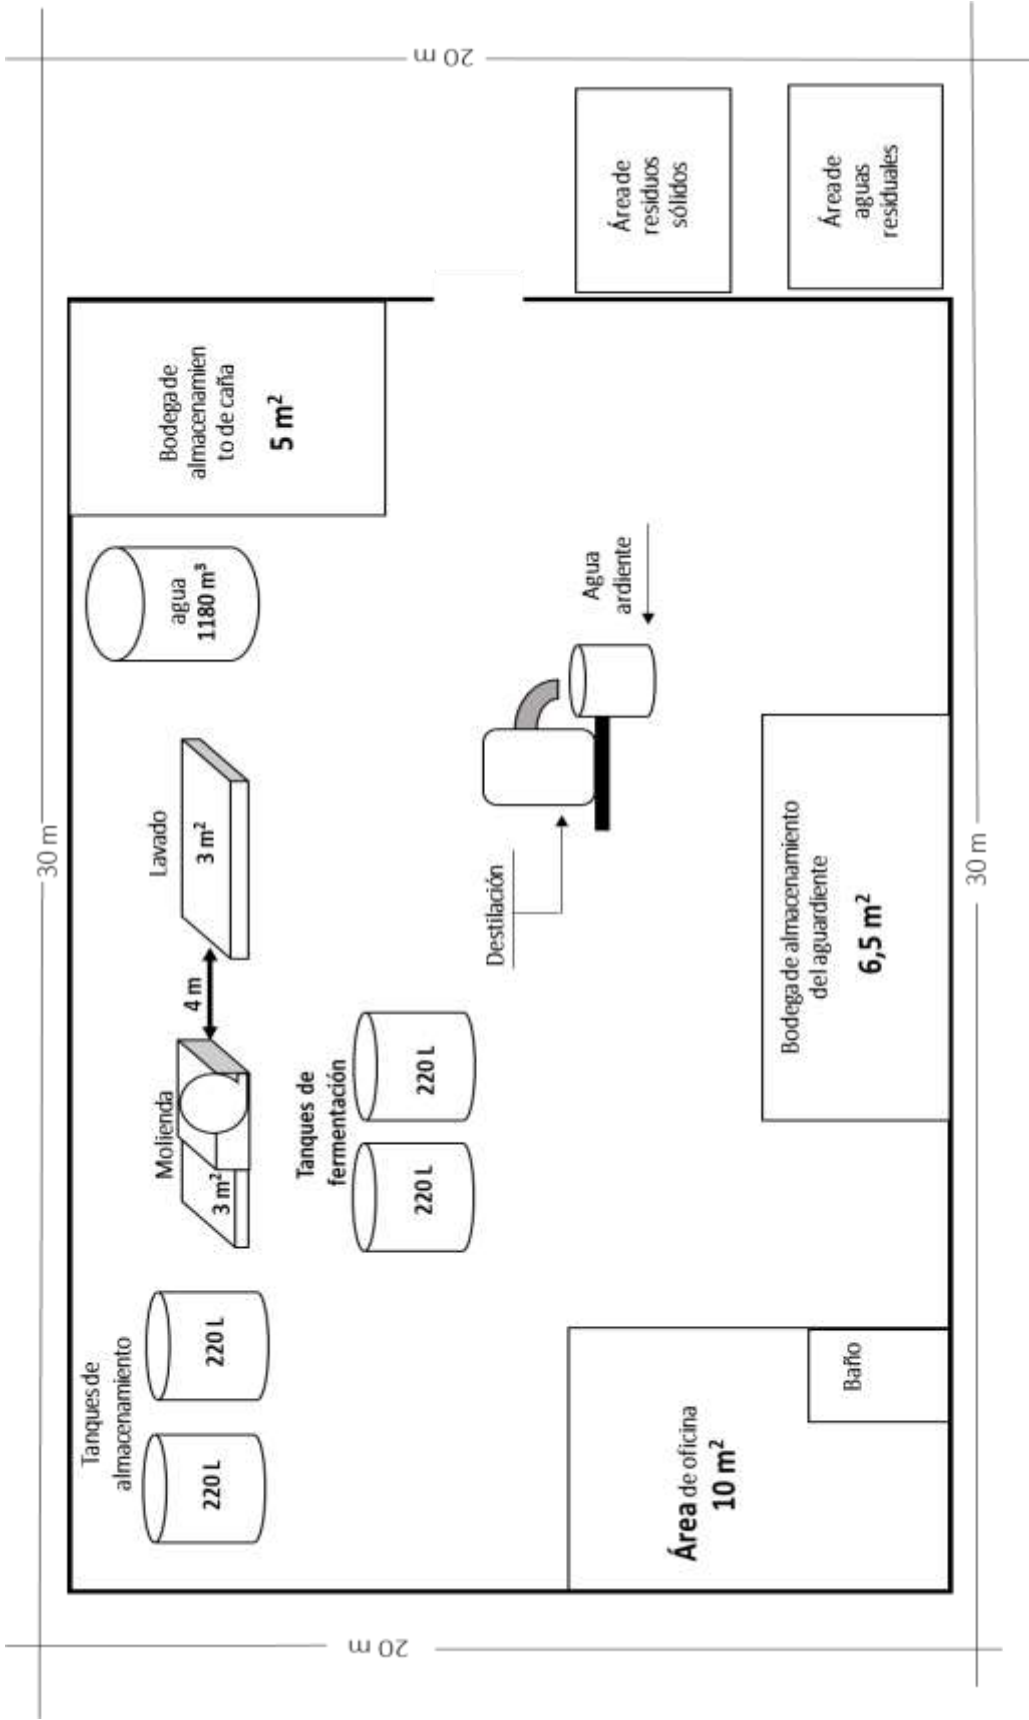 20 m
30 m
Tanques de
almacenamiento
220 L
220 L
Molienda
3 m²
4 m
Lavado
3 m²
agua
1180 m³
Bodega de
almacenamien
to de caña
5 m²
Tanques de
fermentación
220 L
220 L
Destilación
Agua
ardiente
Área de oficina
10 m²
Baño
Bodega de almacenamiento
del aguardiente
6,5 m²
Área de
residuos
sólidos
Área de
aguas
residuales
30 m
20 m